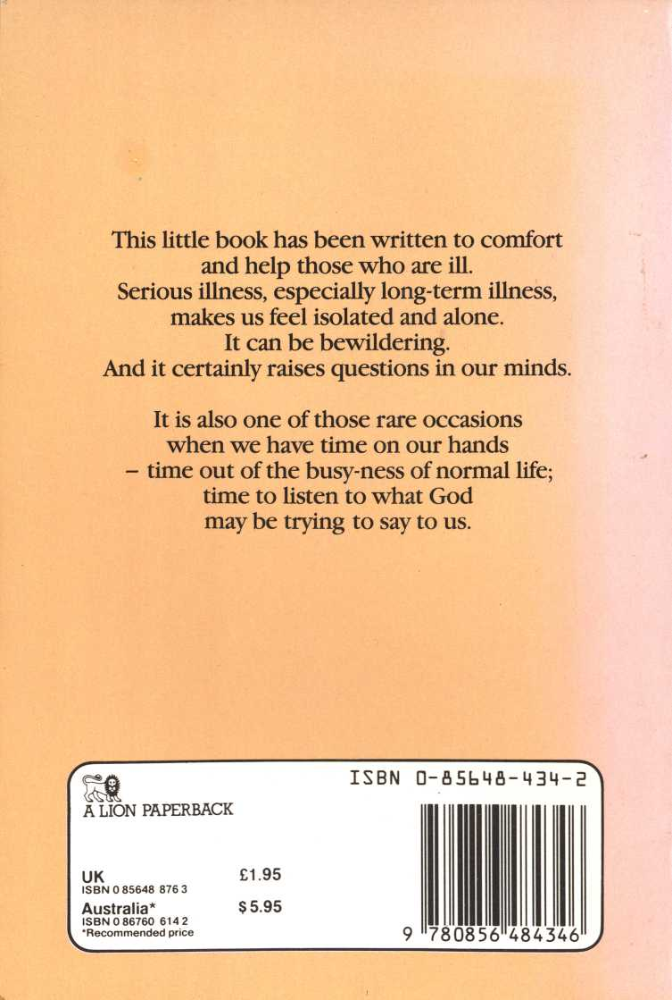 This little book has been written to comfort
and help those who are ill.
Serious illness, especially long-term illness,
makes us feel isolated and alone.
It can be bewildering.
And it certainly raises questions in our minds.
It is also one of those rare occasions
when we have time on our hands
– time out of the busy-ness of normal life;
time to listen to what God
may be trying to say to us.
A LION PAPERBACK
UK £1.95
ISBN 0 85648 876 3
Australia* $5.95
ISBN 0 86760 614 2
*Recommended price
ISBN 0-85648-434-2
9 780856 484346